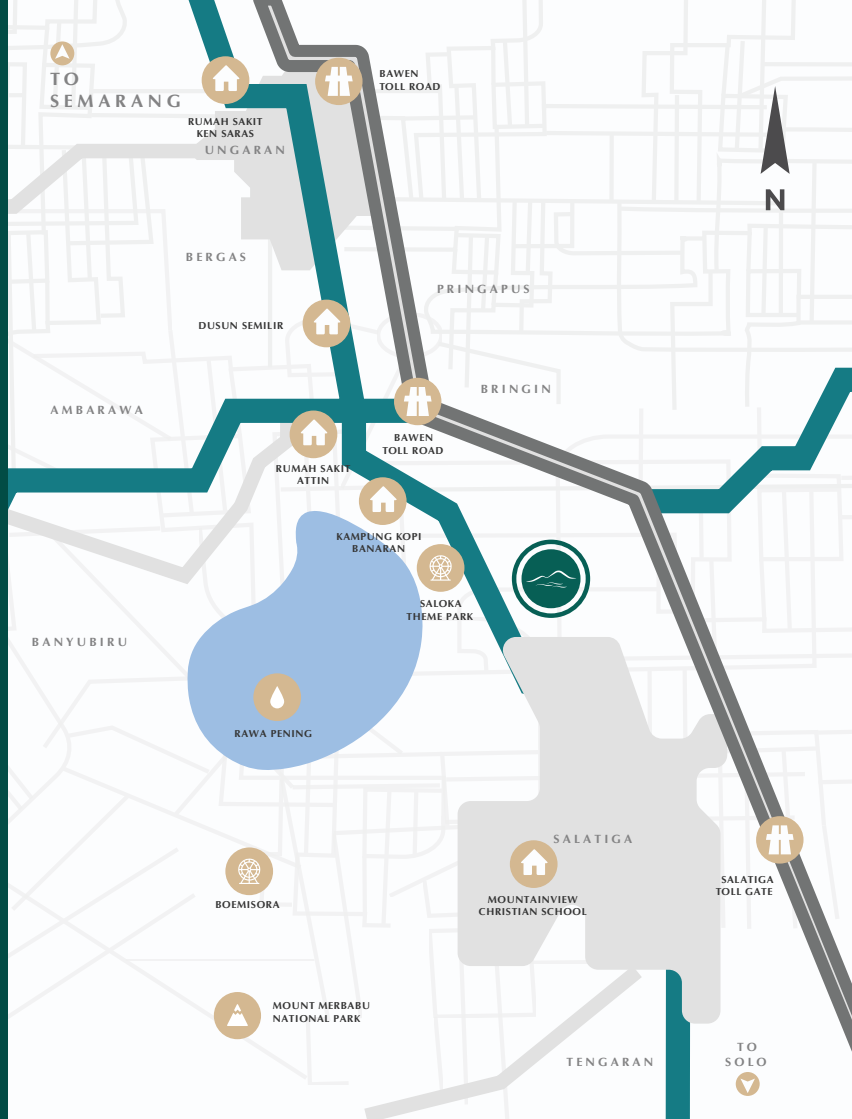 TO
SEMARANG
BAWEN
TOLL ROAD
RUMAH SAKIT
KEN SARAS
UNGARAN
N
BERGAS
PRINGAPUS
DUSUN SEMILIR
BRINGIN
AMBARAWA
BAWEN
TOLL ROAD
RUMAH SAKIT
ATTIN
KAMPUNG KOPI
BANARAN
SALOKA
THEME PARK
BANYUBIRU
RAWA PENING
SALATIGA
SALATIGA
TOLL GATE
BOEMISORA
MOUNTAINVIEW
CHRISTIAN SCHOOL
MOUNT MERBABU
NATIONAL PARK
TENGARAN
TO
SOLO